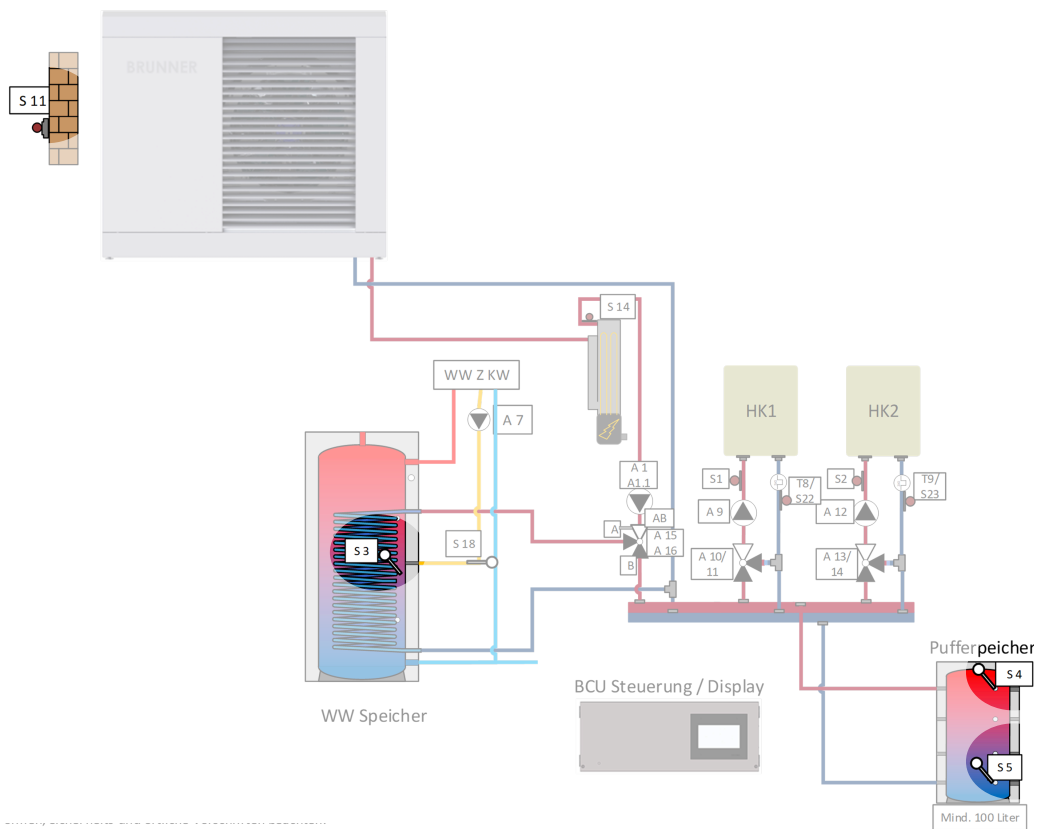 BRUNNER
S 11
S 14
WW Z KW
A 7
HK1
HK2
A 1
A1.1
S1
T8/
S22
S2
T9/
S23
A 9
A 12
AB
A
A 15
A 16
B
S 3
S 18
A 10/
11
A 13/
14
Pufferpeicher
S 4
S 5
Mind. 100 Liter
BCU Steuerung / Display
WW Speicher